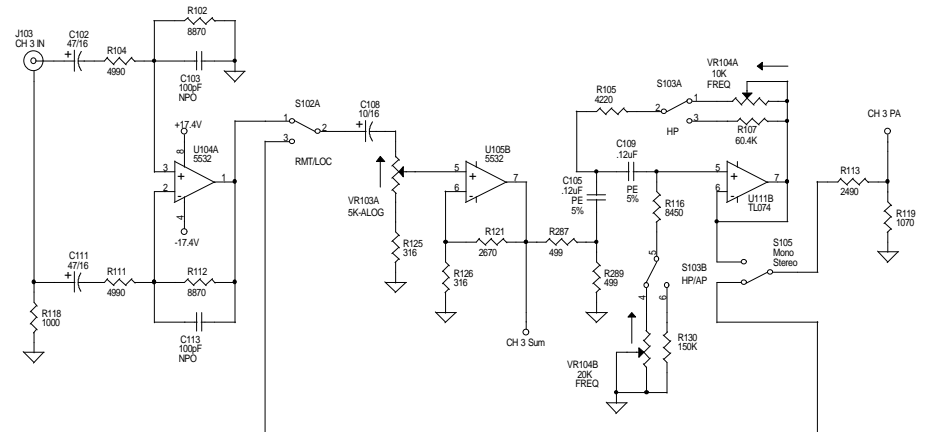 J103
CH 3 IN
C102
47/16
+
R104
4990
R102
8870
C103
100pF
NPO
+17.4V
8
U104A
5532
3
+
2
-
1
4
-17.4V
C111
47/16
+
R111
4990
R112
8870
R118
1000
C113
100pF
NPO
S102A
1
2
3
RMT/LOC
C108
10/16
+
VR103A
5K-ALOG
R125
316
U105B
5532
5
+
6
-
7
R121
2670
R126
316
R287
499
CH 3 Sum
R289
499
R105
4220
S103A
2
1
3
HP
VR104A
10K
FREQ
R107
60.4K
C109
.12uF
PE
5%
C105
.12uF
PE
5%
R116
8450
5
+
6
-
7
U111B
TL074
5
S103B
HP/AP
4
6
VR104B
20K
FREQ
R130
150K
S105
Mono
Stereo
CH 3 PA
R113
2490
R119
1070